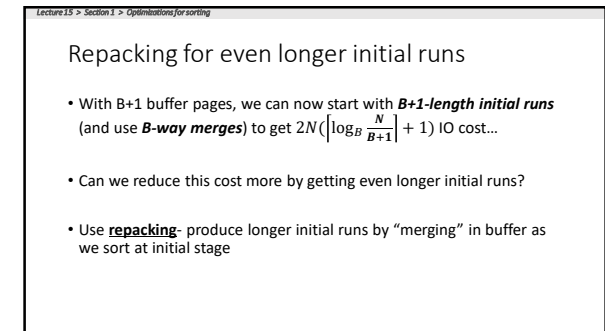 Lecture 15 > Section 1 > Optimizations for sorting
Repacking for even longer initial runs
• With B+1 buffer pages, we can now start with B+1-length initial runs
(and use B-way merges) to get 2N(⌈log_B N/(B+1)⌉ + 1) IO cost…
• Can we reduce this cost more by getting even longer initial runs?
• Use repacking- produce longer initial runs by “merging” in buffer as
we sort at initial stage